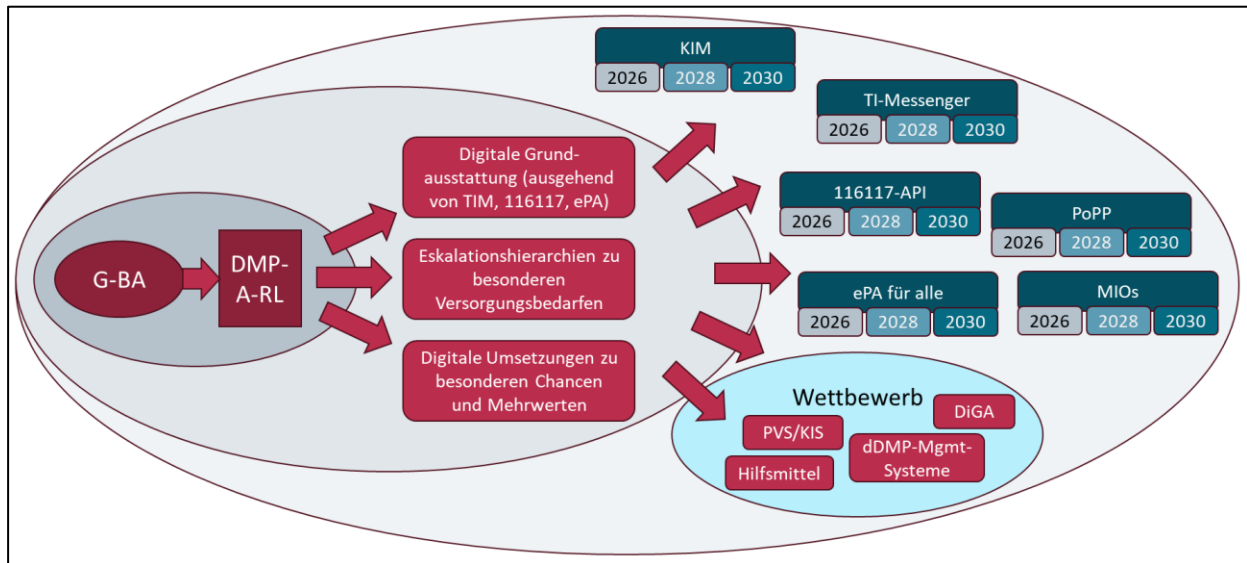 G-BA
DMP-
A-RL
Digitale Grund-
ausstattung (ausgehend
von TIM, 116117, ePA)
Eskalationshierarchien zu
besonderen
Versorgungsbedarfen
Digitale Umsetzungen zu
besonderen Chancen
und Mehrwerten
KIM
2026 2028 2030
TI-Messenger
2026 2028 2030
116117-API
2026 2028 2030
PoPP
2026 2028 2030
ePA für alle
2026 2028 2030
MIOs
2026 2028 2030
Wettbewerb
DiGA
PVS/KIS
dDMP-Mgmt-
Systeme
Hilfsmittel